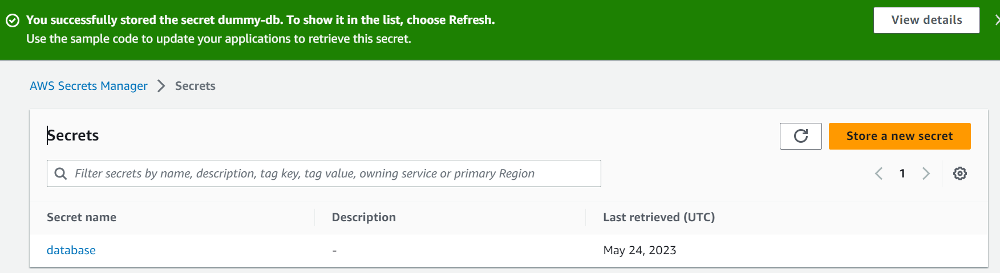 You successfully stored the secret dummy-db. To show it in the list, choose Refresh.
Use the sample code to update your applications to retrieve this secret.
View details
AWS Secrets Manager > Secrets
Secrets
Store a new secret
Filter secrets by name, description, tag key, tag value, owning service or primary Region
1
Secret name Description Last retrieved (UTC)
database - May 24, 2023